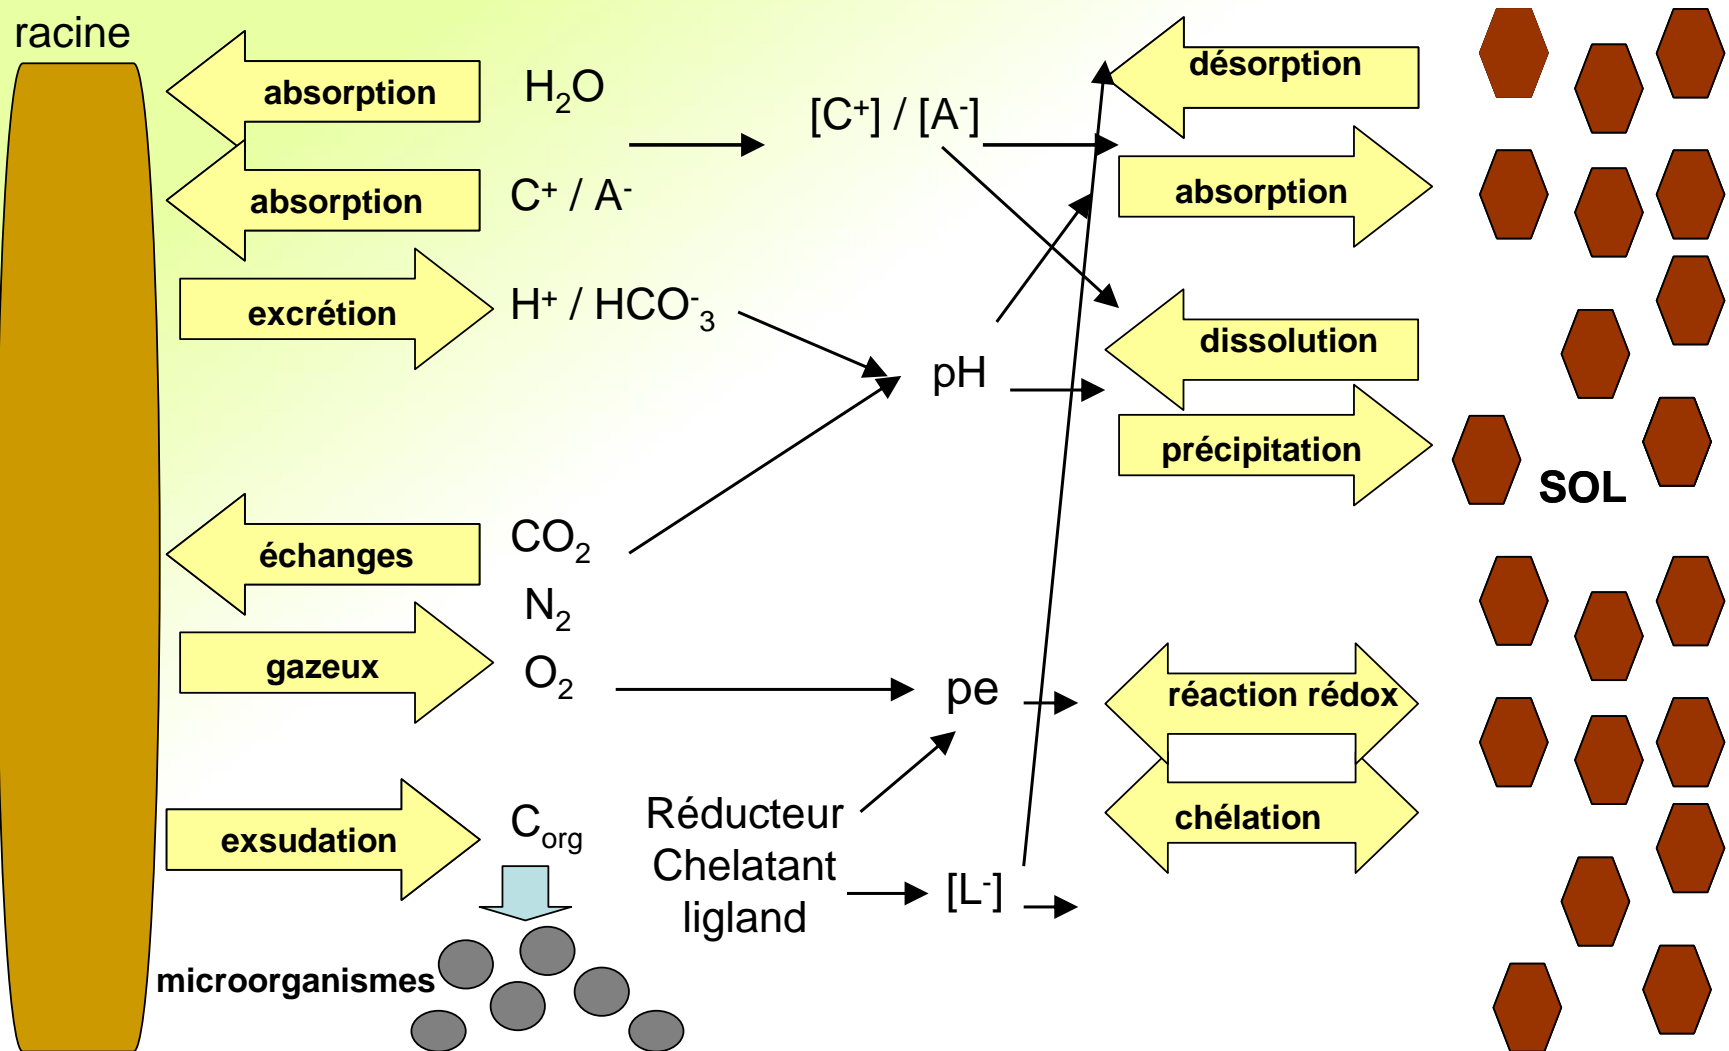 racine
absorption
H₂O
[C⁺] / [A⁻]
désorption
absorption
C⁺ / A⁻
absorption
excrétion
H⁺ / HCO⁻₃
pH
dissolution
précipitation
SOL
échanges
CO₂
N₂
gazeux
O₂
pe
réaction rédox
exsudation
C_org
Réducteur
Chelatant
ligland
[L⁻]
chélation
microorganismes